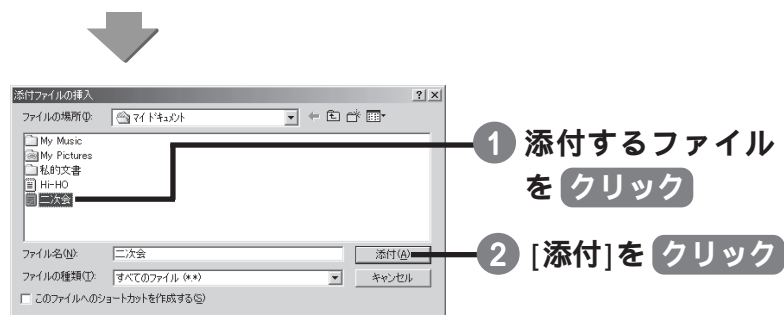 添付ファイルの挿入
ファイルの場所(I):
マイ ドキュメント
My Music
My Pictures
私的文書
Hi-HO
二次会
ファイル名(N):
二次会
添付(A)
ファイルの種類(T):
すべてのファイル (*.*)
キャンセル
このファイルへのショートカットを作成する(S)
1 添付するファイル
を クリック
2 [添付]を クリック